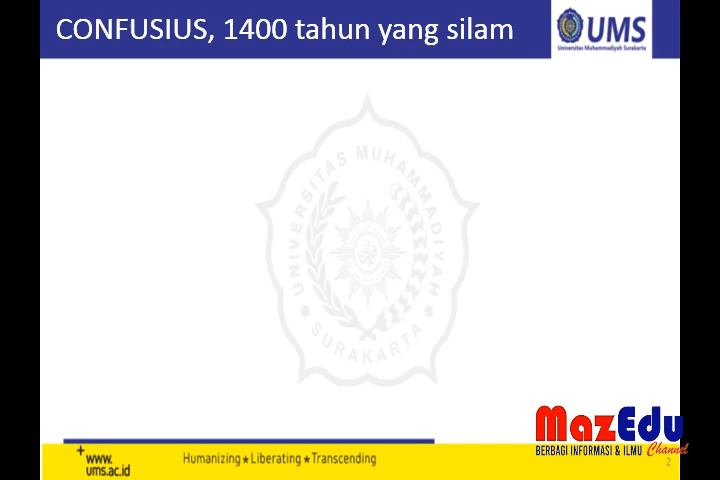 CONFUSIUS, 1400 tahun yang silam
UMS
Universitas Muhammadiyah Surakarta
UNIVERSITAS MUHAMMADIYAH
SURAKARTA
MazEdu
BERBAGI INFORMASI & ILMU Channel
www.
ums.ac.id
Humanizing ★ Liberating ★ Transcending
2